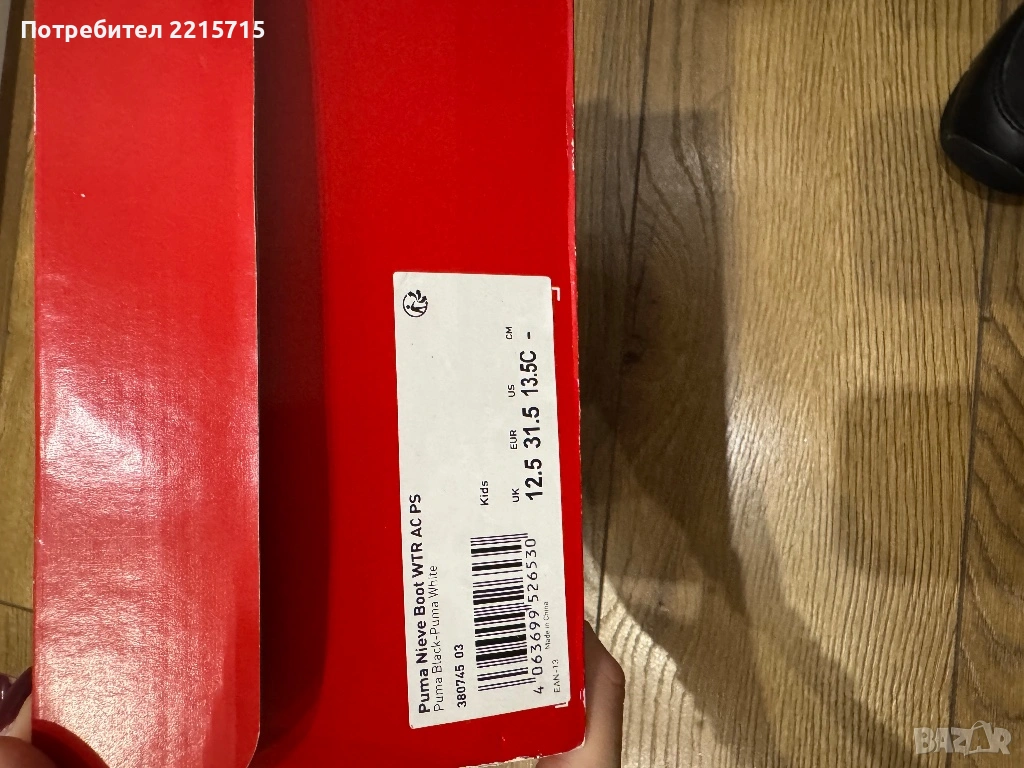 Потребител 2215715
Puma Nieve Boot WTR AC PS
Puma Black-Puma White
380745 03
Kids
UK EUR US CM
12.5 31.5 13.5C -
4 063699 526530
Made in China
EAN-13
BAZAR